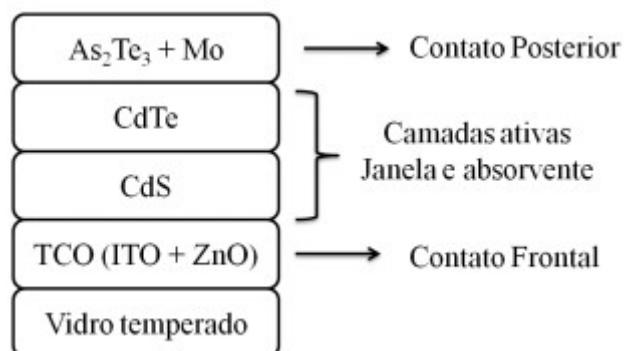 As₂Te₃ + Mo
Contato Posterior
CdTe
Camadas ativas
Janela e absorvente
CdS
TCO (ITO + ZnO)
Contato Frontal
Vidro temperado